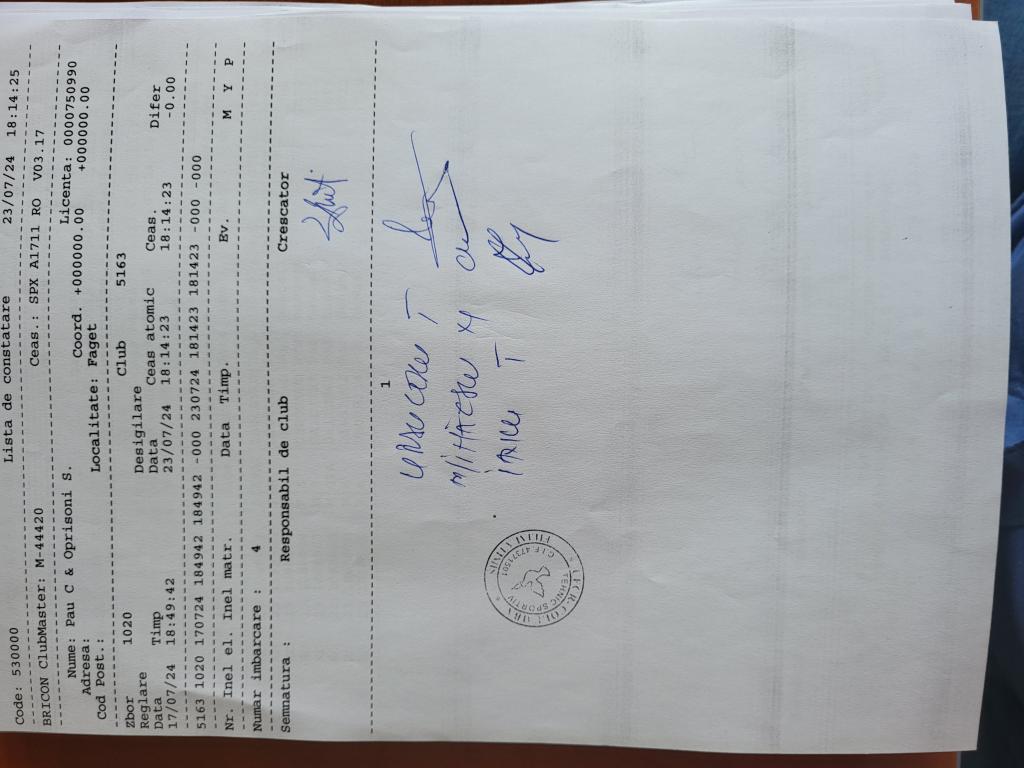 Code: 530000 Lista de constatare 23/07/24 18:14:25
BRICON ClubMaster: M-44420 Ceas.: SPX A1711 RO V03.17
Nume: Pau C & Oprisoni S. Licenta: 0000750990
Adresa: Coord. +000000.00 +000000.00
Cod Post.: Localitate: Faget
Zbor 1020 Club 5163
Reglare Desigilare
Data Timp Data Ceas atomic Ceas. Difer
17/07/24 18:49:42 23/07/24 18:14:23 18:14:23 -0.00
5163 1020 170724 184942 184942 -000 230724 181423 181423 -000 -000
Nr. Inel el. Inel matr. Data Timp. Ev. M Y P
Numar imbarcare : 4
Semnatura : Responsabil de club Crescator
1
T
TEHNIC SPORTIV
C.I.F. 47371501